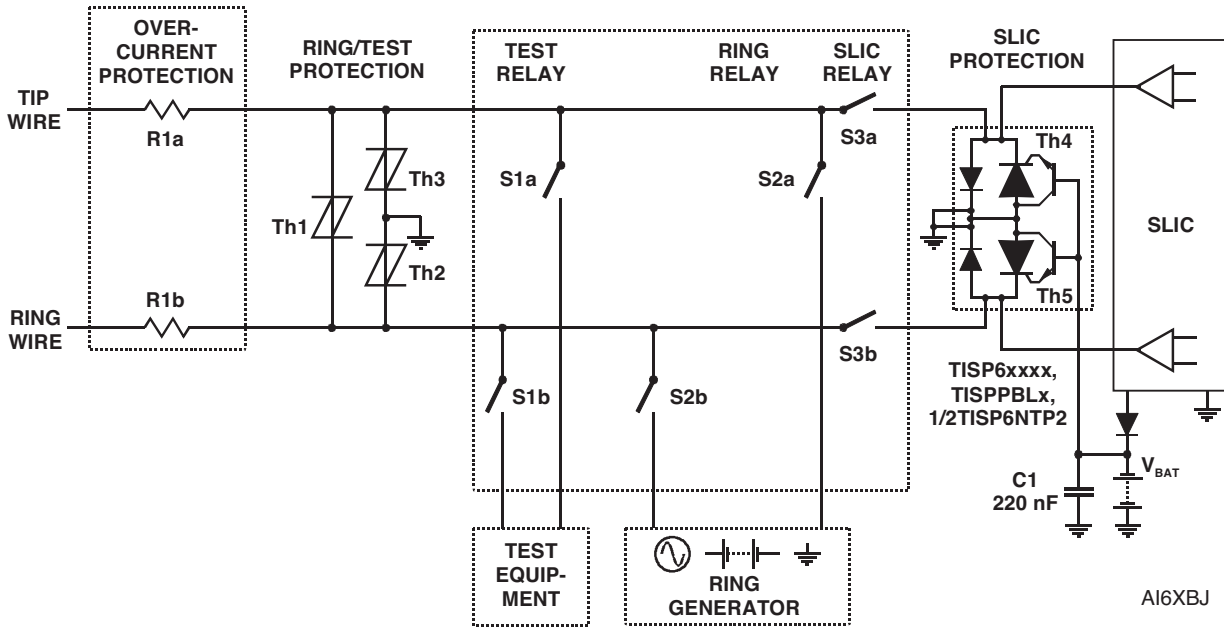 OVER-
CURRENT
PROTECTION
RING/TEST
PROTECTION
TEST
RELAY
RING
RELAY
SLIC
RELAY
SLIC
PROTECTION
TIP
WIRE
R1a
S3a
Th4
Th3
S1a
S2a
Th1
SLIC
Th2
Th5
R1b
RING
WIRE
S3b
S1b
S2b
TISP6xxxx,
TISPPBLx,
1/2TISP6NTP2
C1
220 nF
VBAT
TEST
EQUIP-
MENT
RING
GENERATOR
AI6XBJ